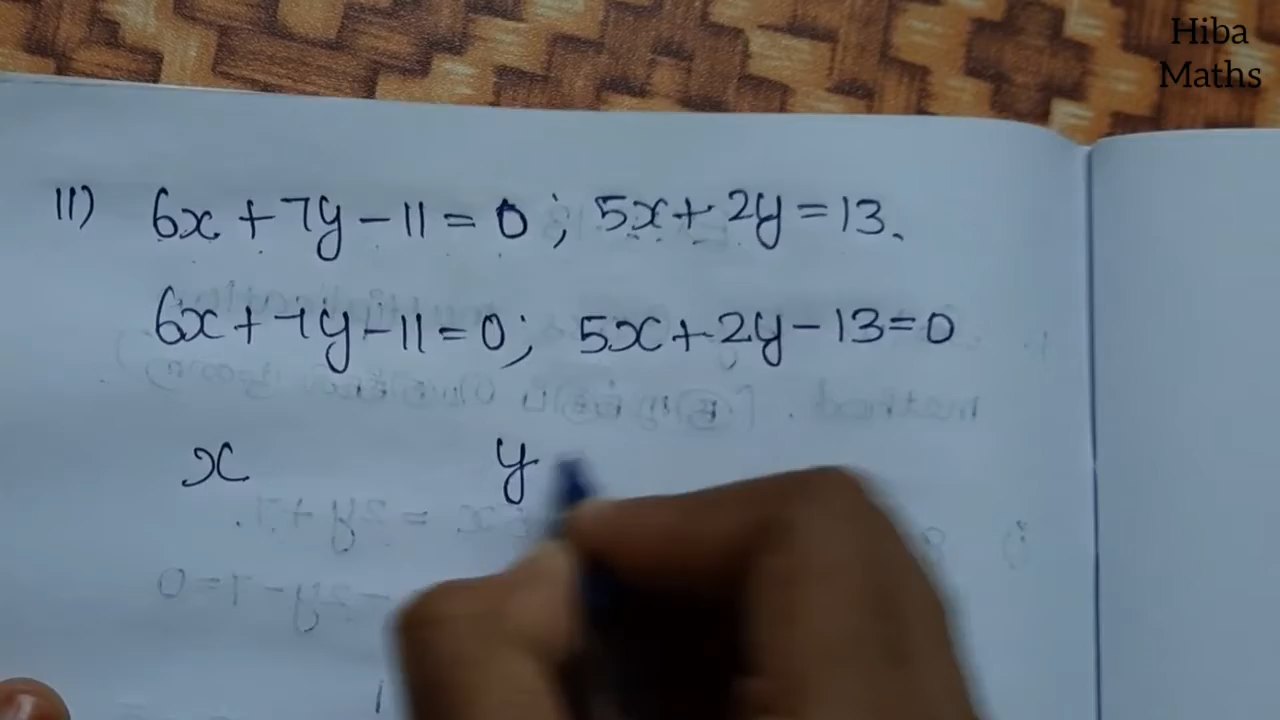 Hiba
Maths
11) 6x + 7y - 11 = 0 ; 5x + 2y = 13.
6x + 7y - 11 = 0 ; 5x + 2y - 13 = 0
x y